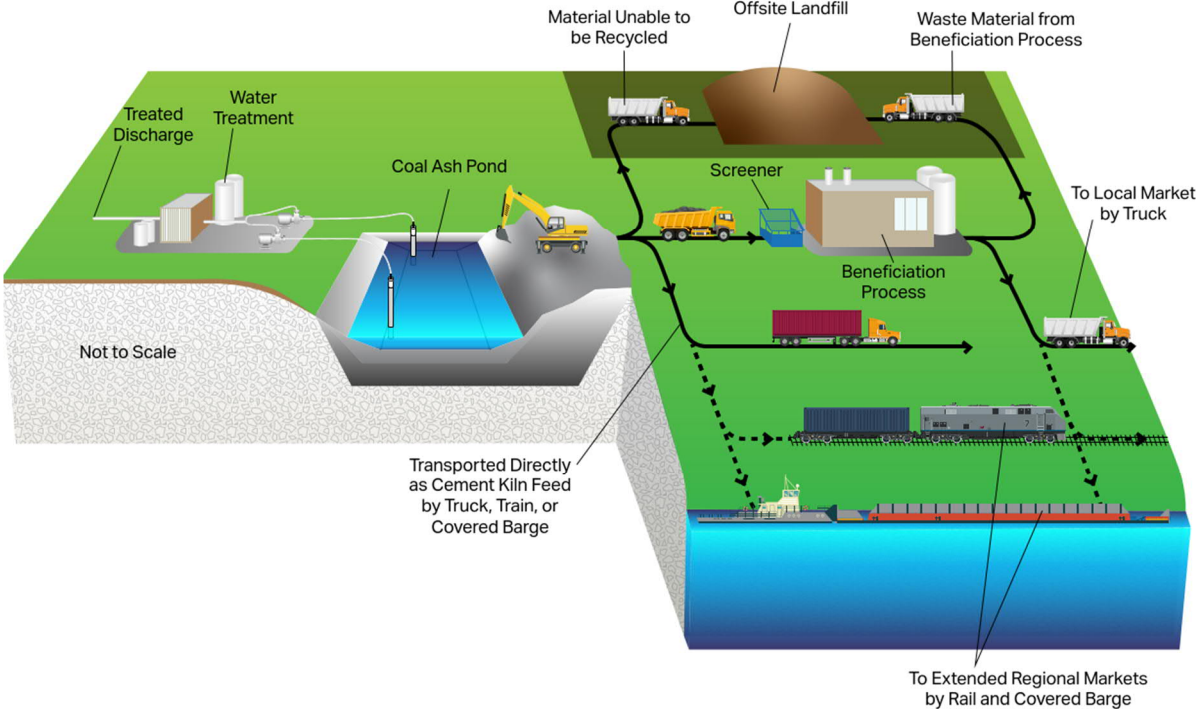 Offsite Landfill
Material Unable to
be Recycled
Waste Material from
Beneficiation Process
Water
Treatment
Treated
Discharge
Coal Ash Pond
Screener
To Local Market
by Truck
Beneficiation
Process
Not to Scale
Transported Directly
as Cement Kiln Feed
by Truck, Train, or
Covered Barge
To Extended Regional Markets
by Rail and Covered Barge